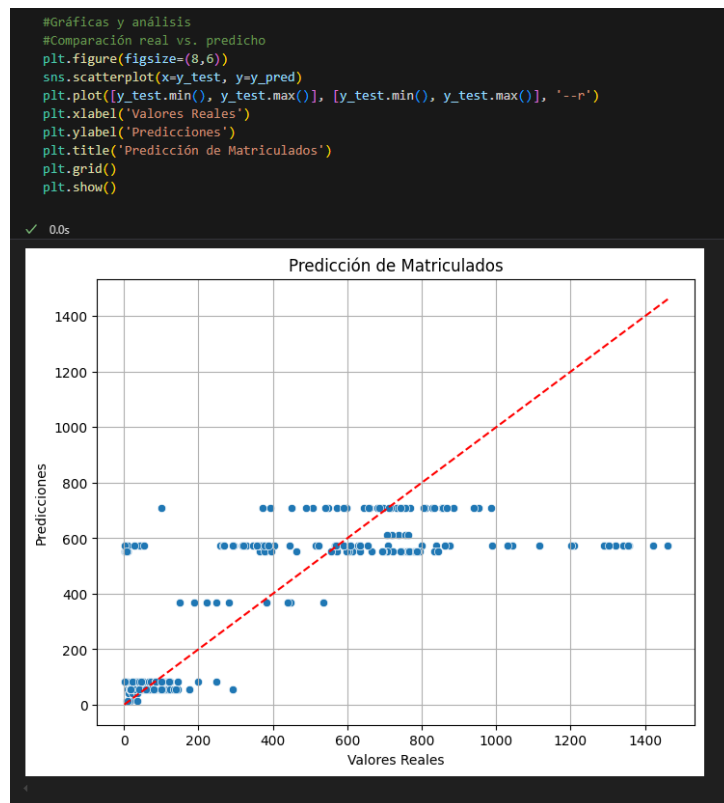 #Gráficas y análisis
#Comparación real vs. predicho
plt.figure(figsize=(8,6))
sns.scatterplot(x=y_test, y=y_pred)
plt.plot([y_test.min(), y_test.max()], [y_test.min(), y_test.max()], '--r')
plt.xlabel('Valores Reales')
plt.ylabel('Predicciones')
plt.title('Predicción de Matriculados')
plt.grid()
plt.show()
✓ 0.0s
Predicción de Matriculados
Predicciones
1400
1200
1000
800
600
400
200
0
0 200 400 600 800 1000 1200 1400
Valores Reales